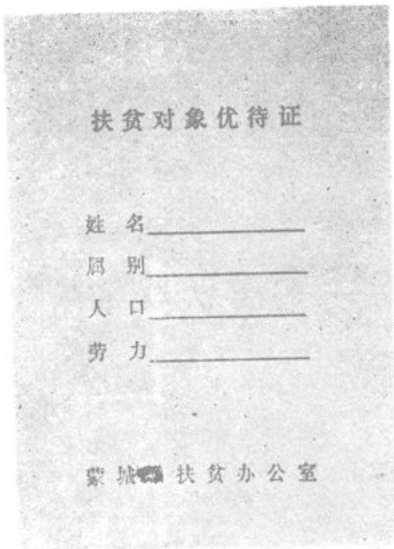 扶贫对象优待证
姓名
属别
人口
劳力
蒙城 扶贫办公室